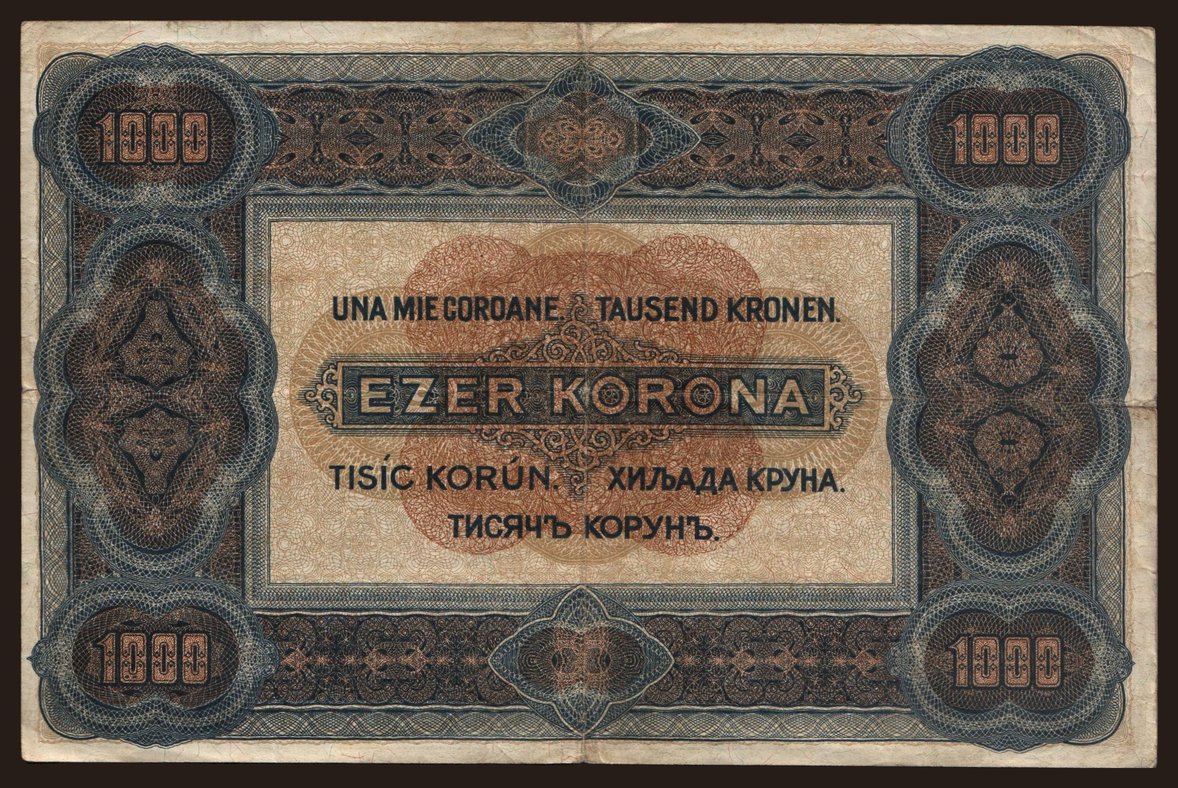 1000 1000
UNA MIE COROANE. TAUSEND KRONEN.
EZER KORONA
TISÍC KORÚN. ХИЉАДА КРУНА.
ТИСЯЧЪ КОРУНЪ.
1000 1000